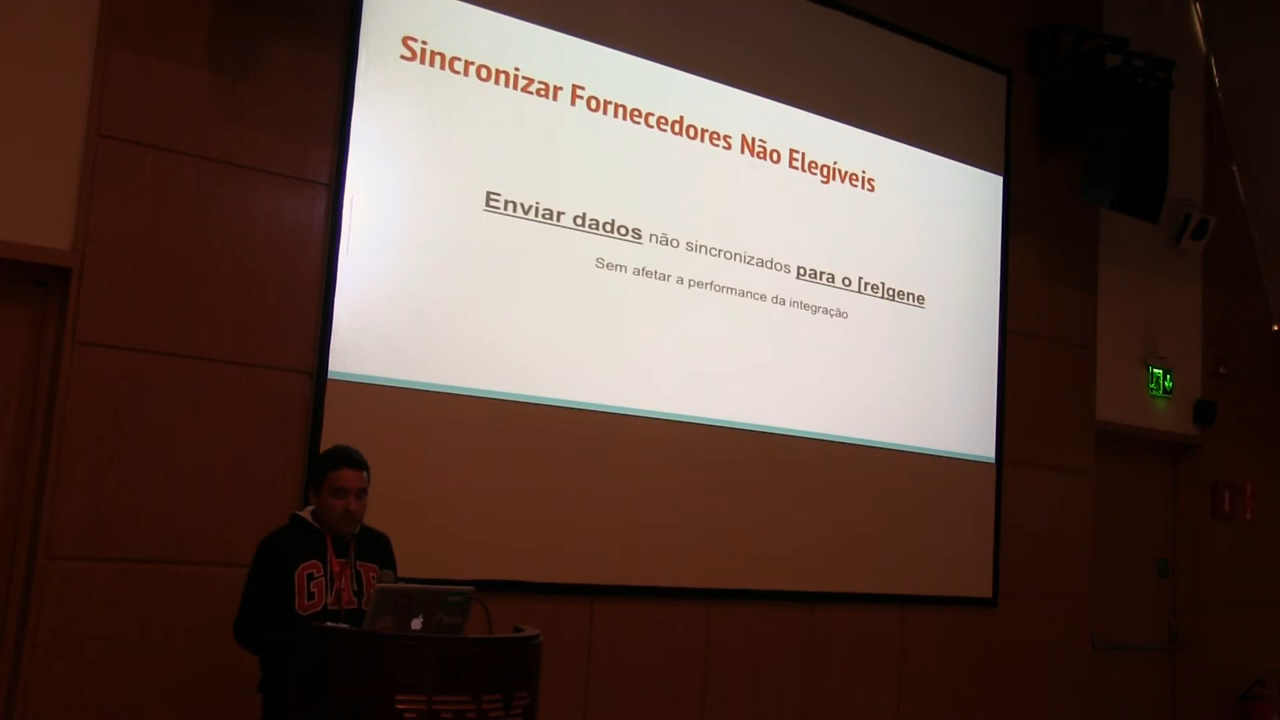 Sincronizar Fornecedores Não Elegíveis
Enviar dados não sincronizados para o [re]gene
Sem afetar a performance da integração
GAP